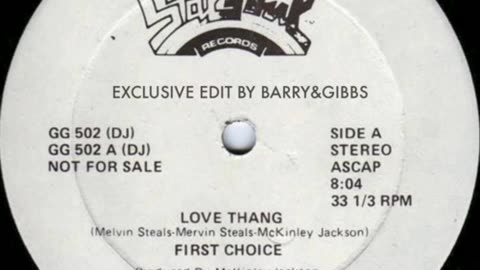 RECORDS
EXCLUSIVE EDIT BY BARRY&GIBBS
GG 502 (DJ)
GG 502 A (DJ)
NOT FOR SALE
SIDE A
STEREO
ASCAP
8:04
33 1/3 RPM
LOVE THANG
(Melvin Steals-Mervin Steals-McKinley Jackson)
FIRST CHOICE